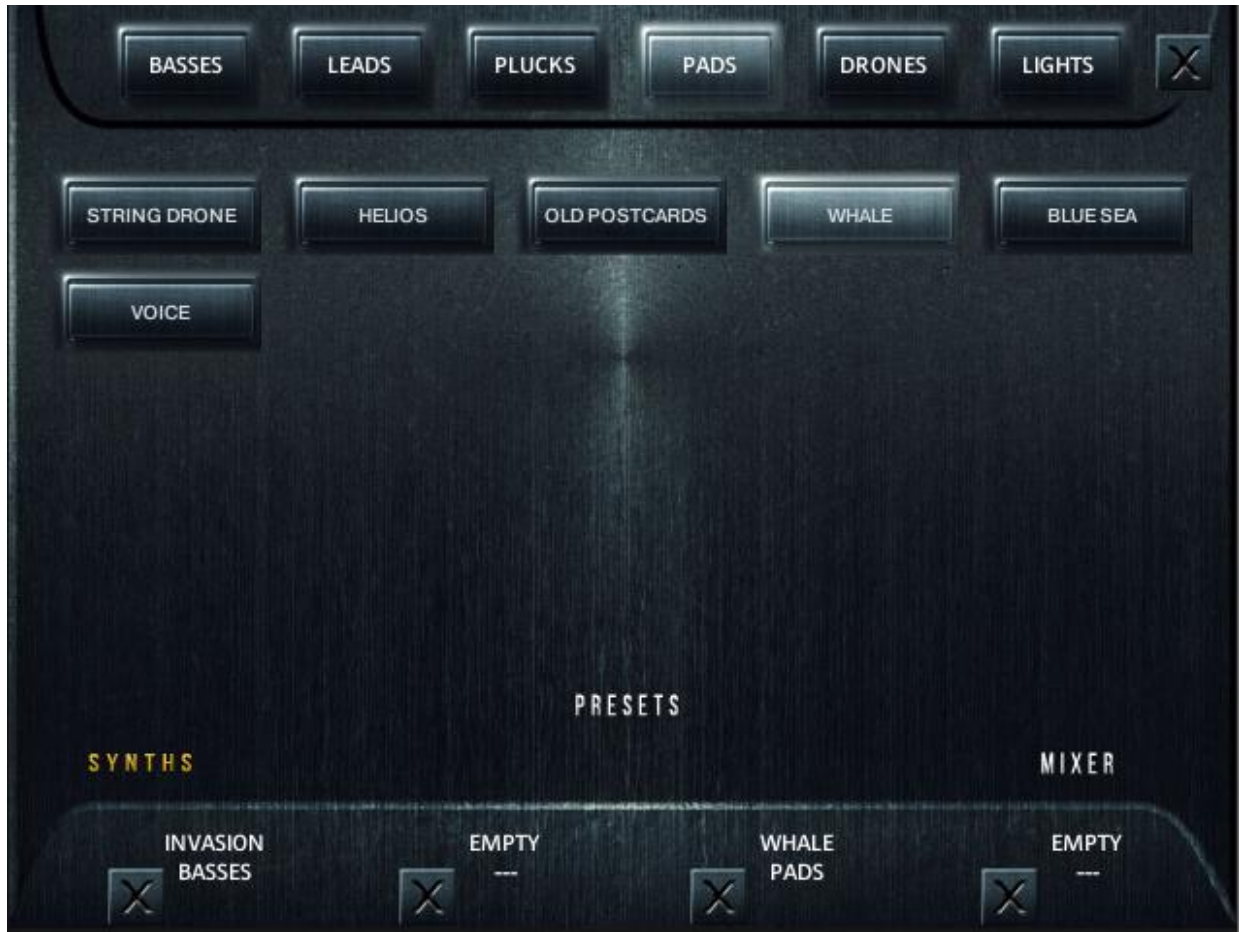 BASSES LEADS PLUCKS PADS DRONES LIGHTS X
STRING DRONE HELIOS OLD POSTCARDS WHALE BLUE SEA
VOICE
PRESETS
SYNTHS MIXER
INVASION EMPTY WHALE EMPTY
BASSES --- PADS ---
X X X X